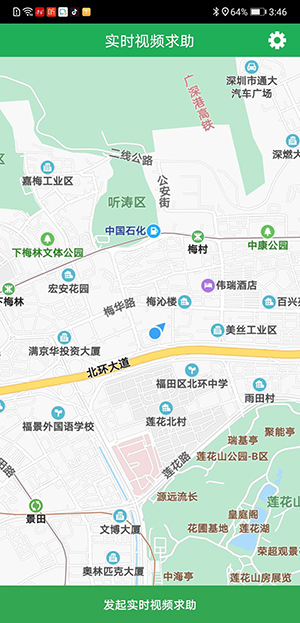 64% 3:46
实时视频求助
深圳市通大
汽车广场
广深港高铁
二线公路
深燃大
嘉梅工业区
公安街
听涛区
区
中国石化
下梅林文体公园
梅村
中康公园
宏安花园
伟瑞酒店
下梅林
梅华路
梅沁楼
百兴苑
美丝工业区
满京华投资大厦
北环大道
福田区北环中学
雨田村
福景外国语学校
莲花北村
聚能亭
瑞基亭
莲花山公园-B区
莲花路
阳路
源远流长
莲花山
景田
皇庭阁
花圃基地
莲花湖
文博大厦
荣超观景
奥林匹克大厦
中海亭
莲花山房展览
发起实时视频求助